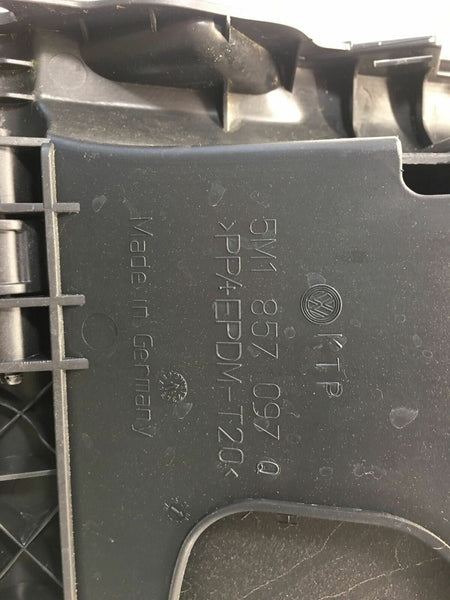 KTP
5M1 857 097 Q
>PP+EPDM-T20<
Made in Germany